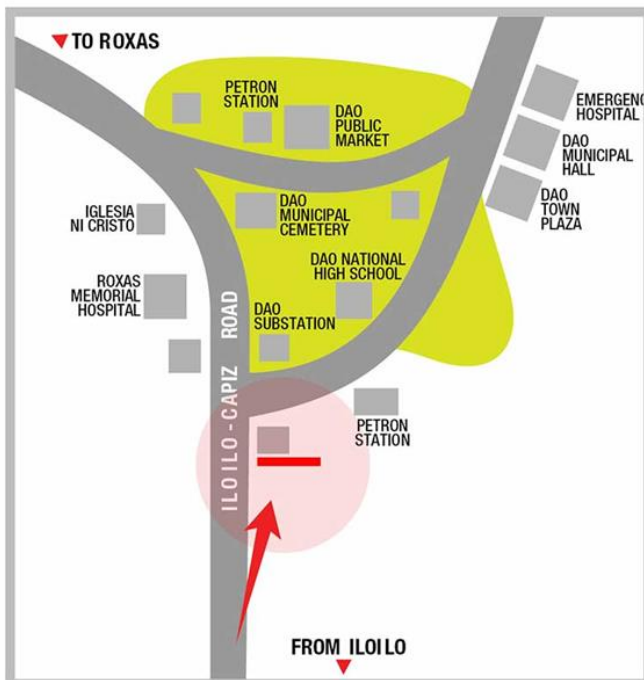 TO ROXAS
PETRON
STATION
DAO
PUBLIC
MARKET
EMERGENC
HOSPITAL
DAO
MUNICIPAL
HALL
DAO
TOWN
PLAZA
IGLESIA
NI CRISTO
DAO
MUNICIPAL
CEMETERY
DAO NATIONAL
HIGH SCHOOL
ROXAS
MEMORIAL
HOSPITAL
DAO
SUBSTATION
ILOILO - CAPIZ ROAD
PETRON
STATION
FROM ILOILO